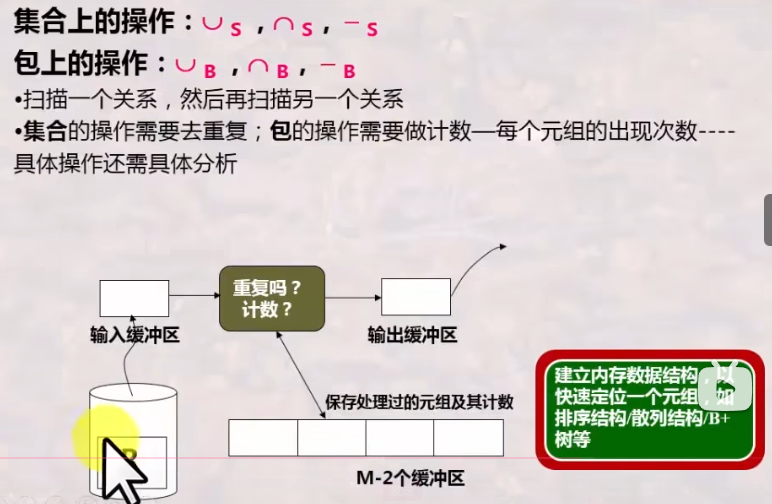 集合上的操作：∪S ，∩S，－S
包上的操作：∪B ，∩B，－B
•扫描一个关系，然后再扫描另一个关系
•集合的操作需要去重复；包的操作需要做计数—每个元组的出现次数----
具体操作还需具体分析
重复吗？
计数？
输入缓冲区
输出缓冲区
保存处理过的元组及其计数
M-2个缓冲区
建立内存数据结构，以
快速定位一个元组，如
排序结构/散列结构/B+
树等